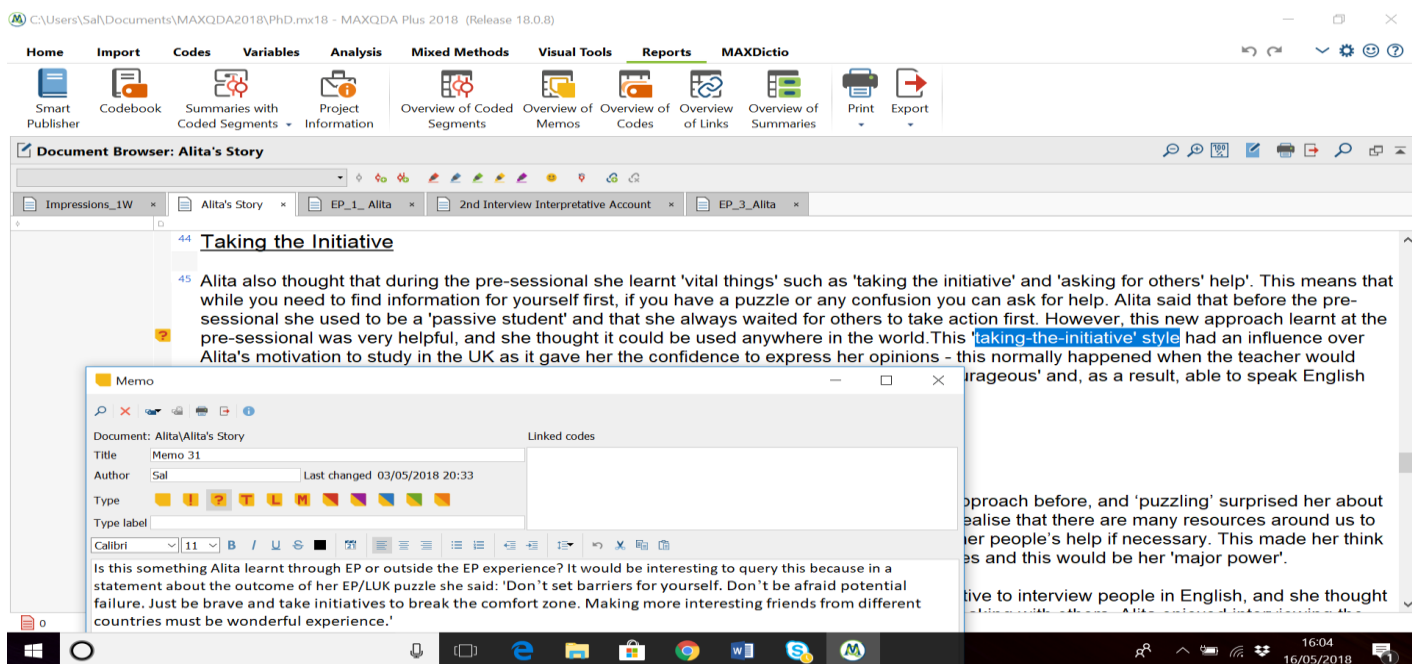 C:\Users\Sal\Documents\MAXQDA2018\PhD.mx18 - MAXQDA Plus 2018 (Release 18.0.8)
Home Import Codes Variables Analysis Mixed Methods Visual Tools Reports MAXDictio
Smart Publisher
Codebook
Summaries with Coded Segments
Project Information
Overview of Coded Segments
Overview of Memos
Overview of Codes
Overview of Links
Overview of Summaries
Print
Export
Document Browser: Alita's Story
100 %
Impressions_1W × Alita's Story × EP_1_ Alita × 2nd Interview Interpretative Account × EP_3_Alita ×
44 Taking the Initiative
45 Alita also thought that during the pre-sessional she learnt 'vital things' such as 'taking the initiative' and 'asking for others' help'. This means that
while you need to find information for yourself first, if you have a puzzle or any confusion you can ask for help. Alita said that before the pre-
sessional she used to be a 'passive student' and that she always waited for others to take action first. However, this new approach learnt at the
pre-sessional was very helpful, and she thought it could be used anywhere in the world.This 'taking-the-initiative' style had an influence over
Alita's motivation to study in the UK as it gave her the confidence to express her opinions - this normally happened when the teacher would
urageous' and, as a result, able to speak English
Memo
Document: Alita\Alita's Story
Linked codes
Title Memo 31
Author Sal Last changed 03/05/2018 20:33
Type ! ? T L M
Type label
Calibri 11 B I U S
Is this something Alita learnt through EP or outside the EP experience? It would be interesting to query this because in a
statement about the outcome of her EP/LUK puzzle she said: 'Don't set barriers for yourself. Don't be afraid potential
failure. Just be brave and take initiatives to break the comfort zone. Making more interesting friends from different
countries must be wonderful experience.'
pproach before, and 'puzzling' surprised her about
ealise that there are many resources around us to
er people's help if necessary. This made her think
es and this would be her 'major power'.
tive to interview people in English, and she thought
0
16:04
16/05/2018
1